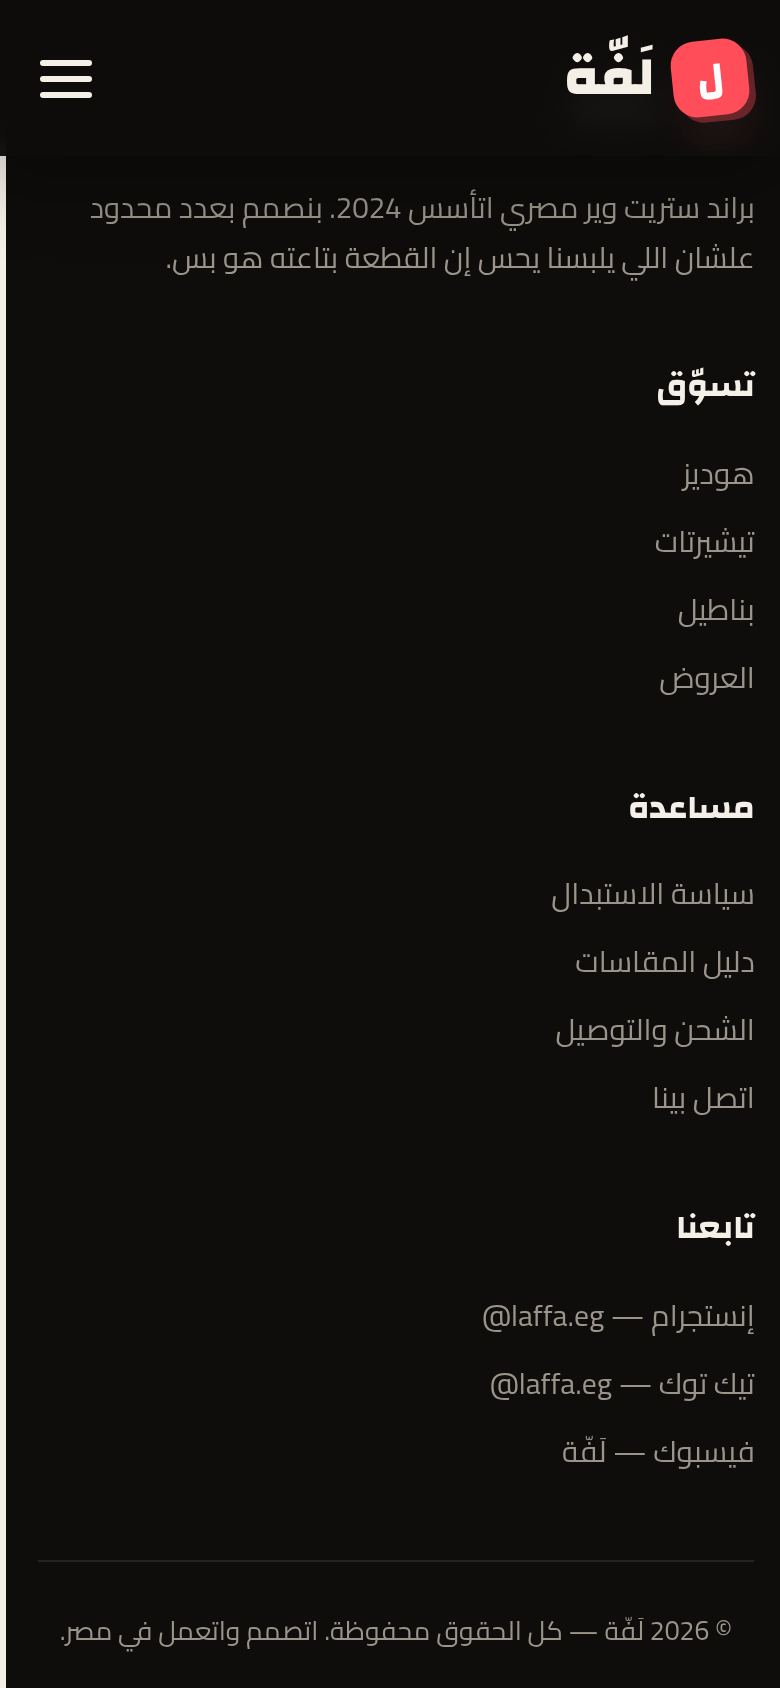 ل لَفّة
براند ستريت وير مصري اتأسس 2024. بنصمم بعدد محدود
علشان اللي يلبسنا يحس إن القطعة بتاعته هو بس.
تسوّق
هوديز
تيشيرتات
بناطيل
العروض
مساعدة
سياسة الاستبدال
دليل المقاسات
الشحن والتوصيل
اتصل بينا
تابعنا
إنستجرام — @laffa.eg
تيك توك — @laffa.eg
فيسبوك — لَفّة
© 2026 لَفّة — كل الحقوق محفوظة. اتصمم واتعمل في مصر.